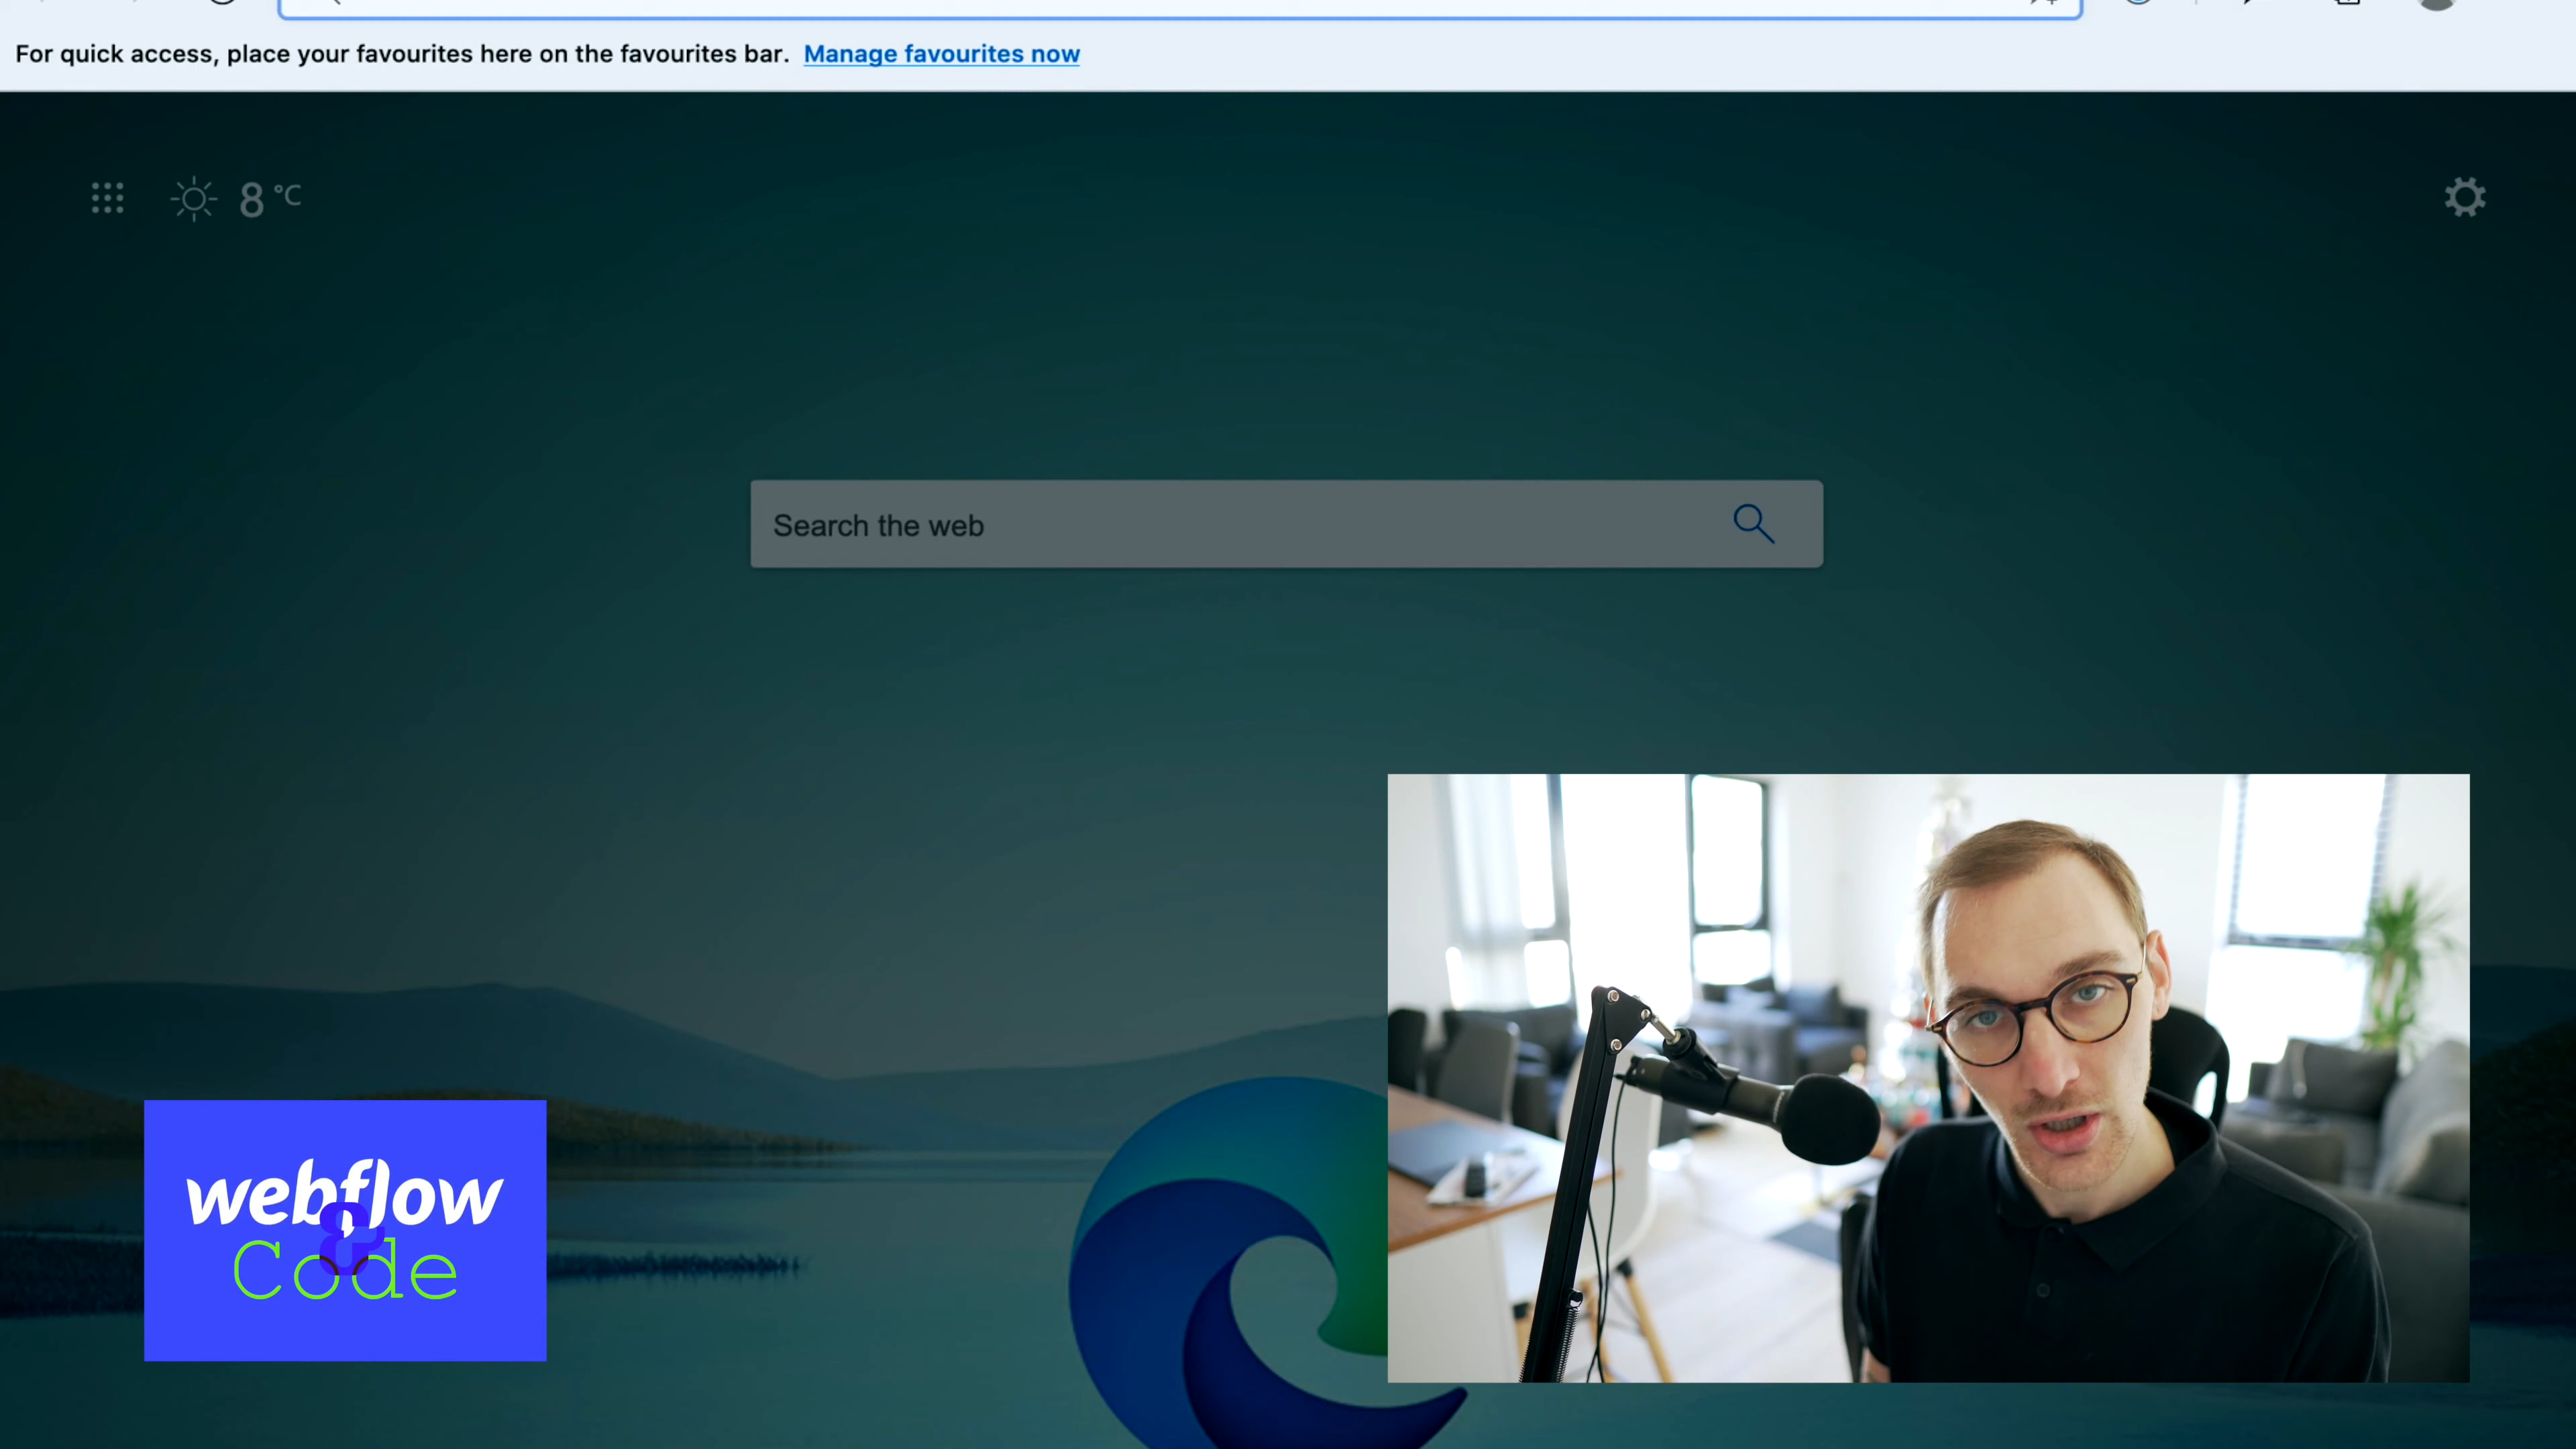 For quick access, place your favourites here on the favourites bar. Manage favourites now
8 °C
Search the web
webflow
&
Code